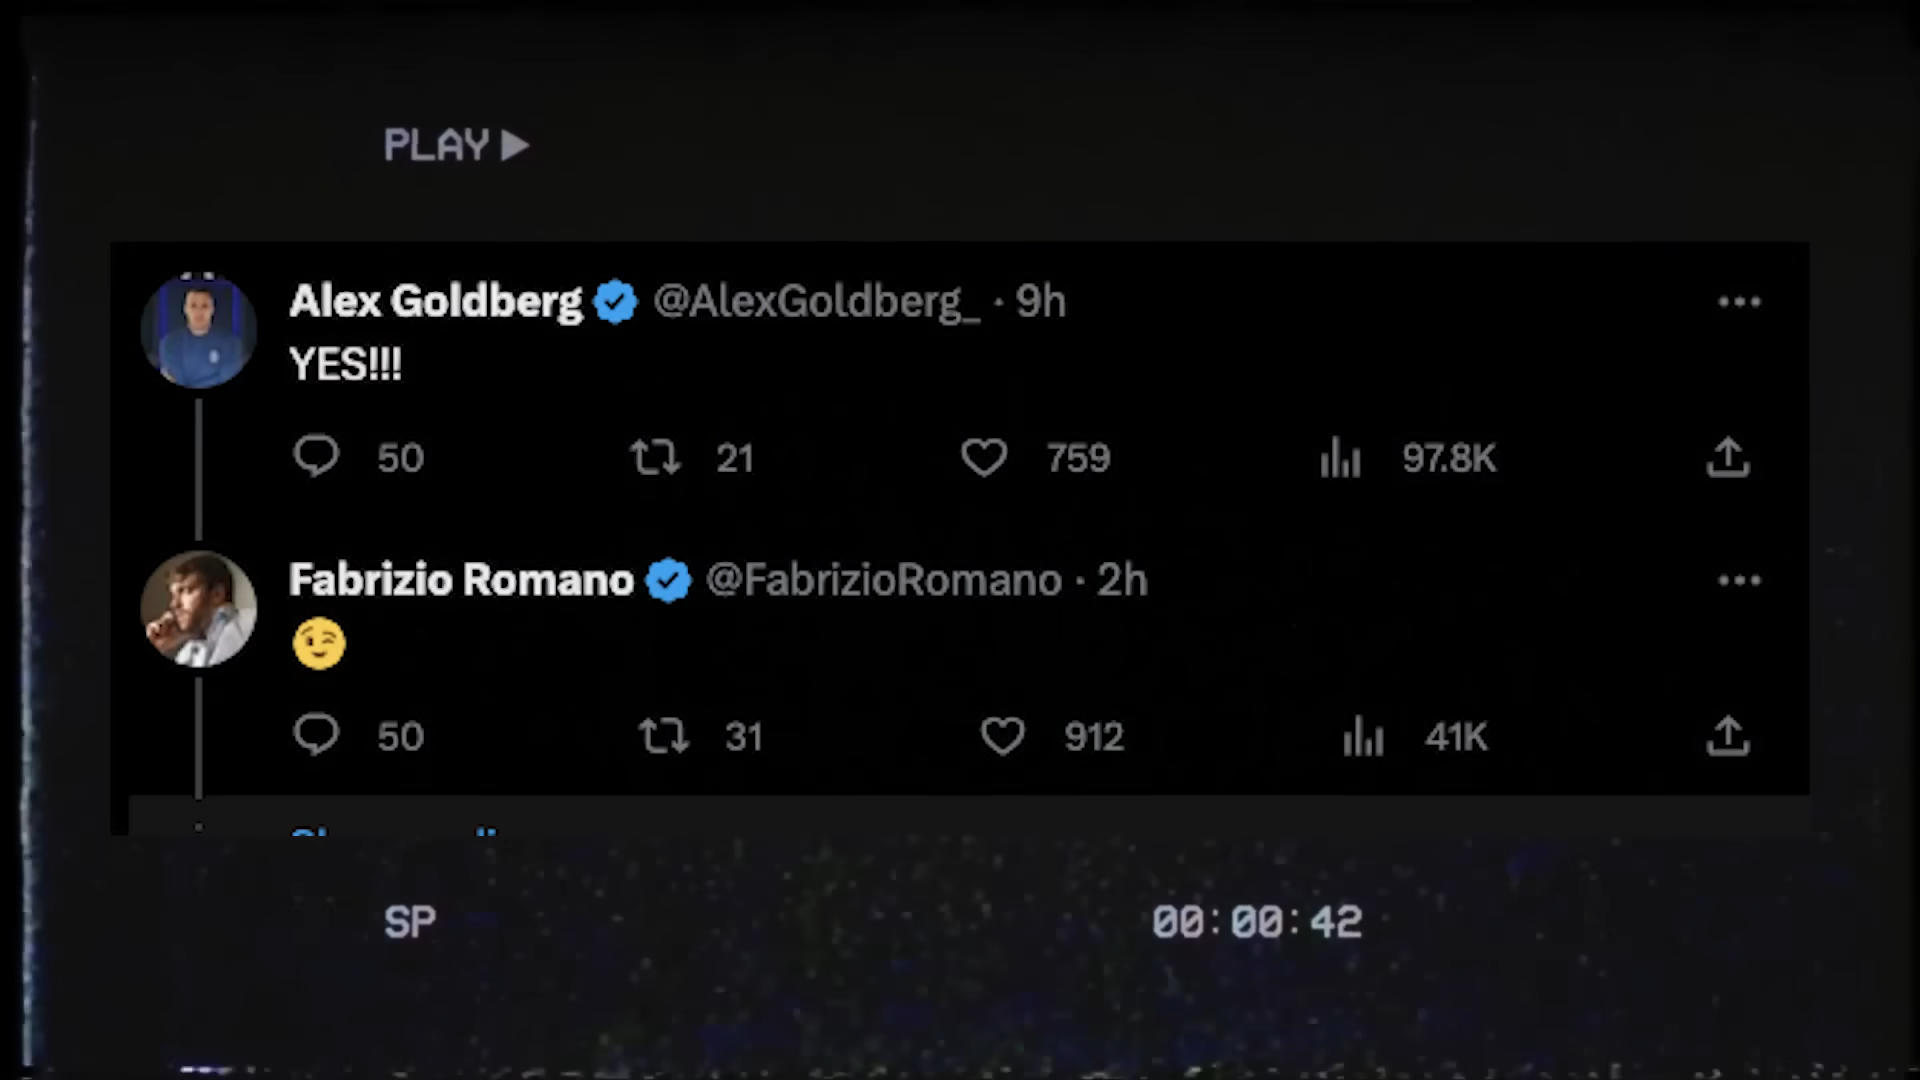 PLAY
Alex Goldberg @AlexGoldberg_ · 9h
YES!!!
50 21 759 97.8K
Fabrizio Romano @FabrizioRomano · 2h
😉
50 31 912 41K
SP 00:00:42